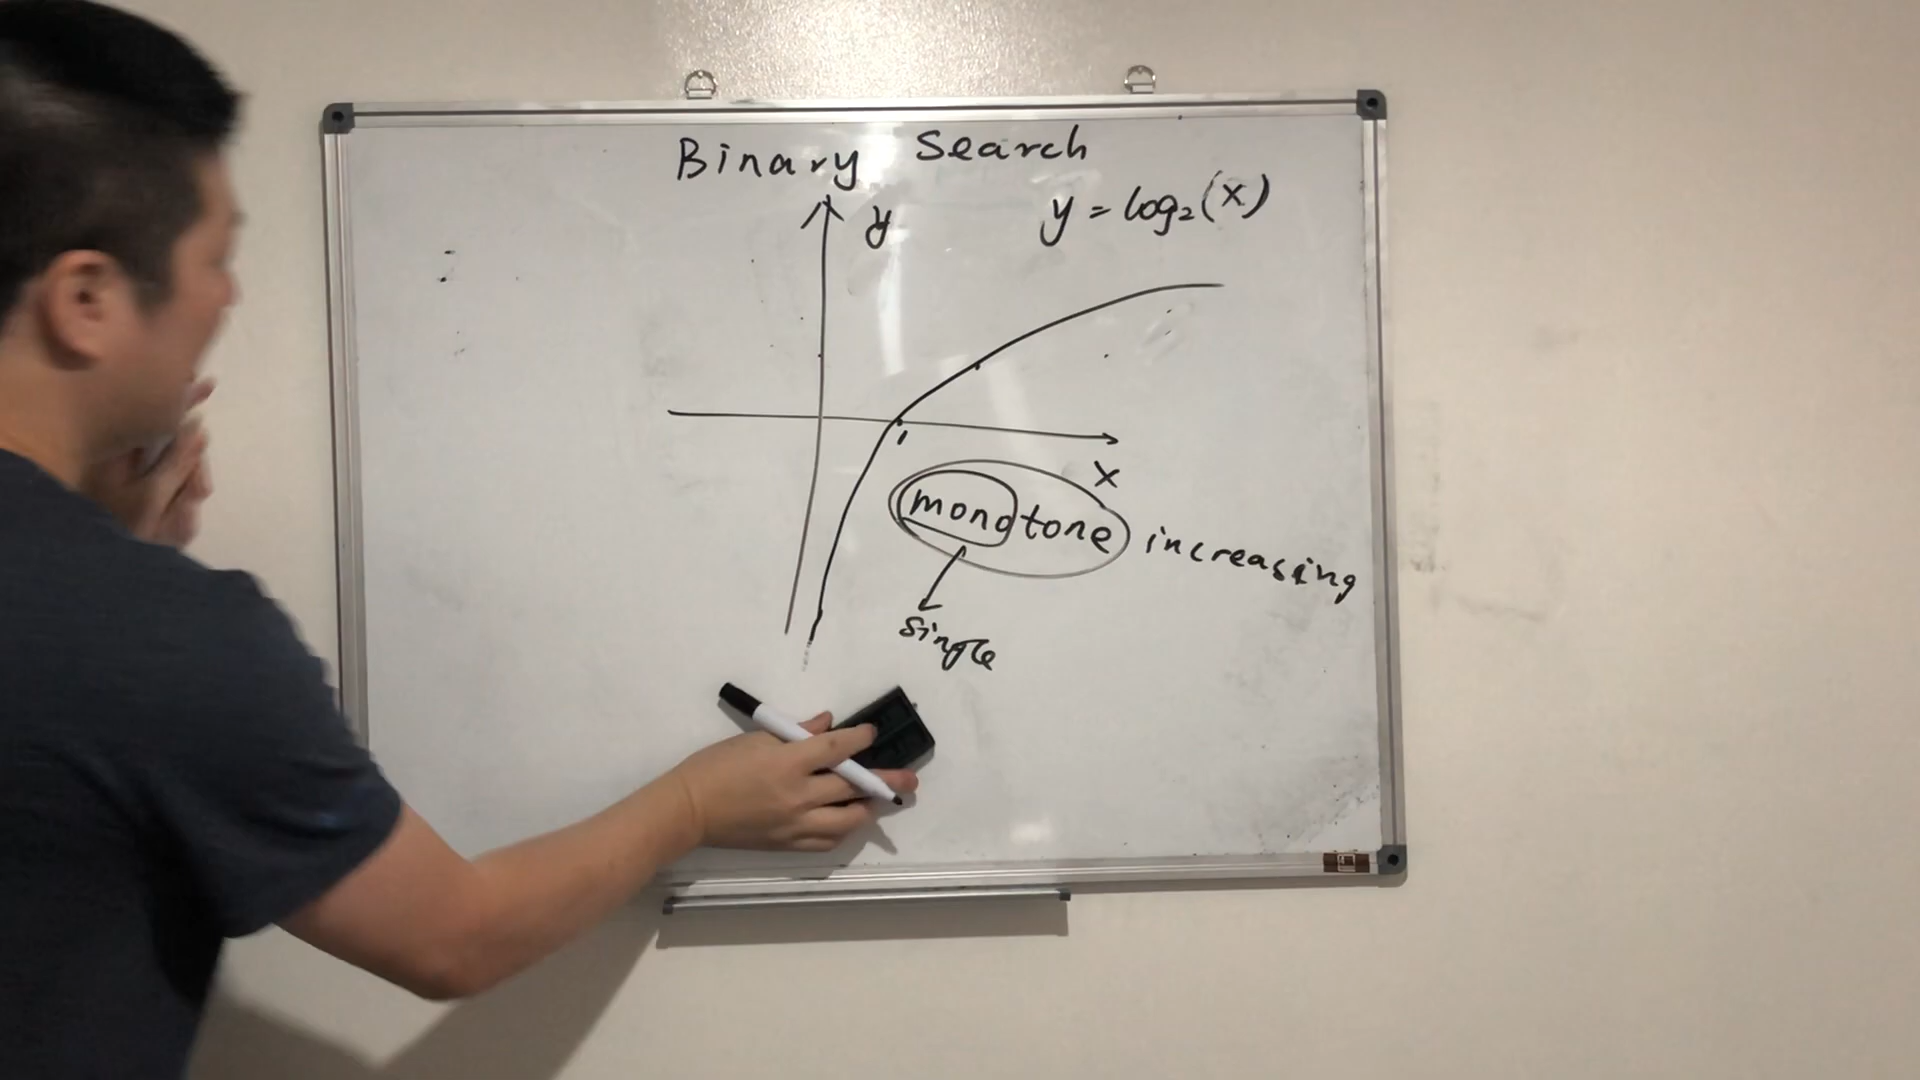 Binary Search
y
y = log₂(x)
1
x
monotone increasing
single